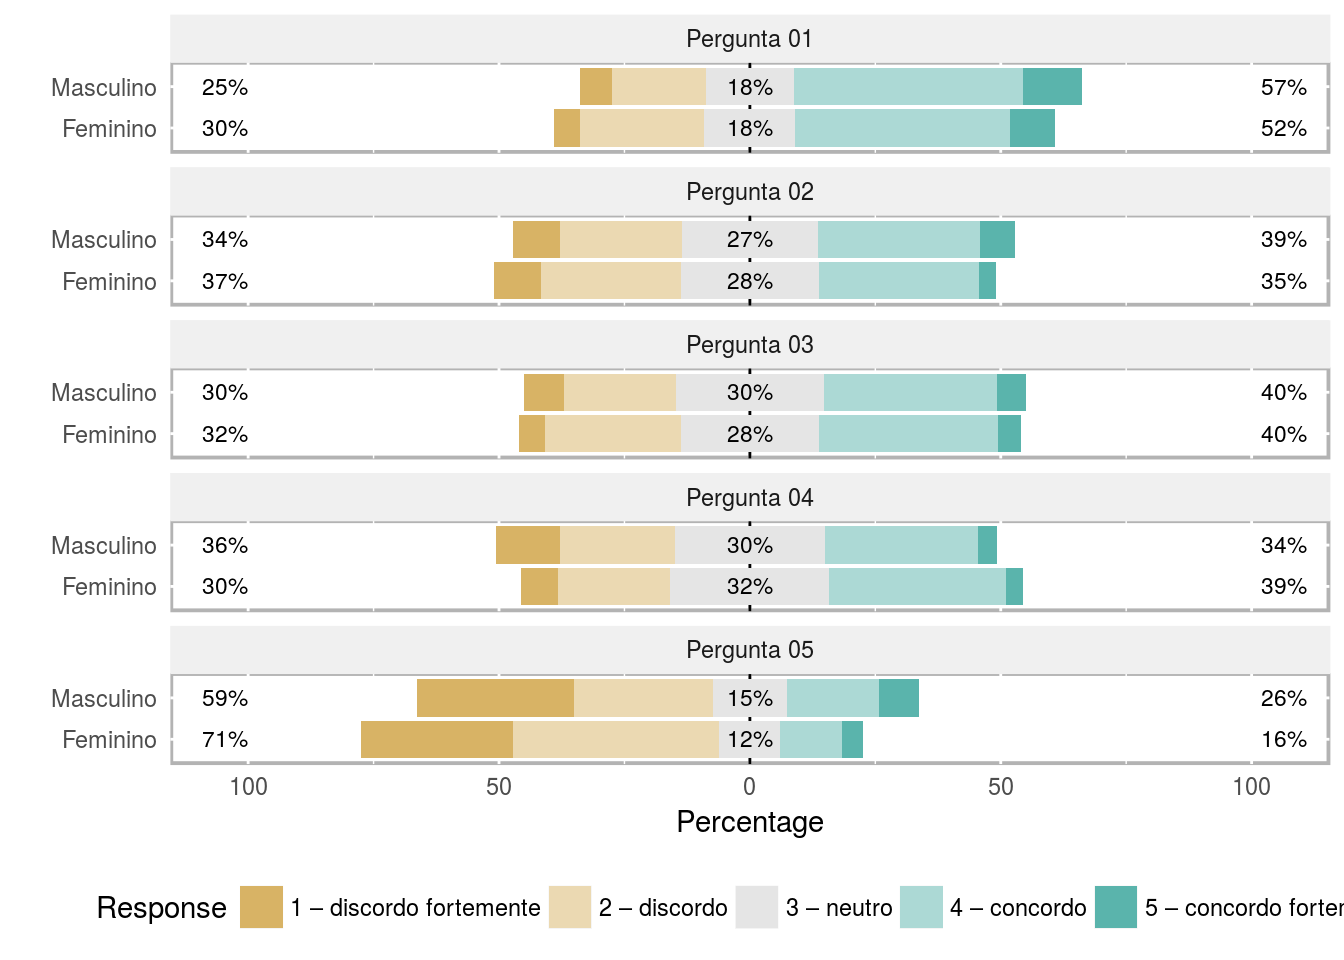 Pergunta 01
Masculino 25% 18% 57%
Feminino 30% 18% 52%
Pergunta 02
Masculino 34% 27% 39%
Feminino 37% 28% 35%
Pergunta 03
Masculino 30% 30% 40%
Feminino 32% 28% 40%
Pergunta 04
Masculino 36% 30% 34%
Feminino 30% 32% 39%
Pergunta 05
Masculino 59% 15% 26%
Feminino 71% 12% 16%
100 50 0 50 100
Percentage
Response 1 – discordo fortemente 2 – discordo 3 – neutro 4 – concordo 5 – concordo